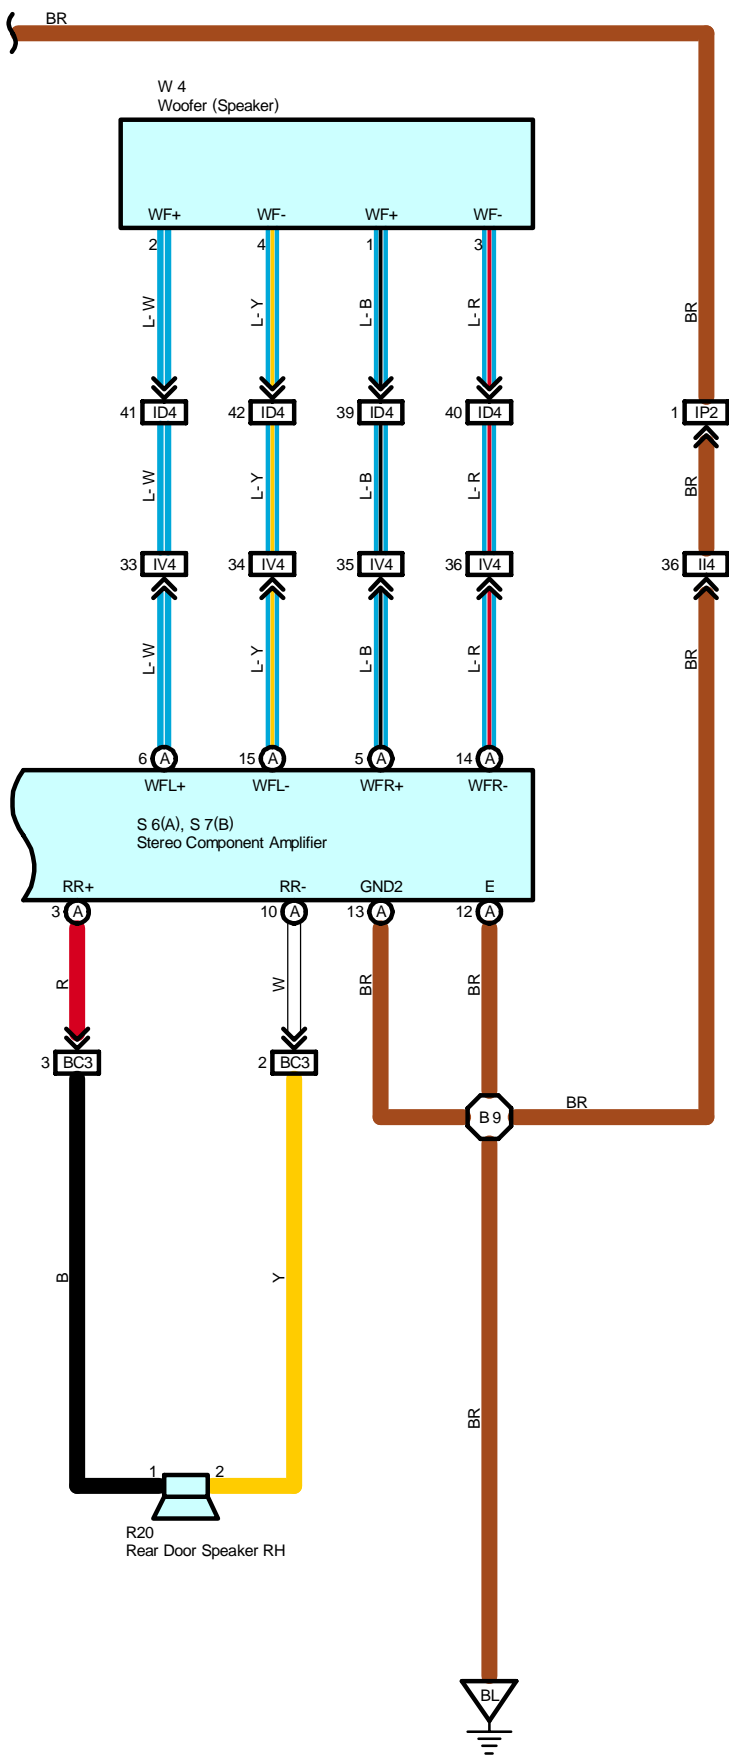 BR
W 4
Woofer (Speaker)
WF+ WF- WF+ WF-
2 4 1 3
L- W L- Y L- B L- R BR
41 ID4 42 ID4 39 ID4 40 ID4 1 IP2
L- W L- Y L- B L- R BR
33 IV4 34 IV4 35 IV4 36 IV4 36 II4
L- W L- Y L- B L- R BR
6 A 15 A 5 A 14 A
WFL+ WFL- WFR+ WFR-
S 6(A), S 7(B)
Stereo Component Amplifier
RR+ RR- GND2 E
3 A 10 A 13 A 12 A
R W BR BR
3 BC3 2 BC3
BR
B 9
B Y
BR
1 2
R20
Rear Door Speaker RH
BL